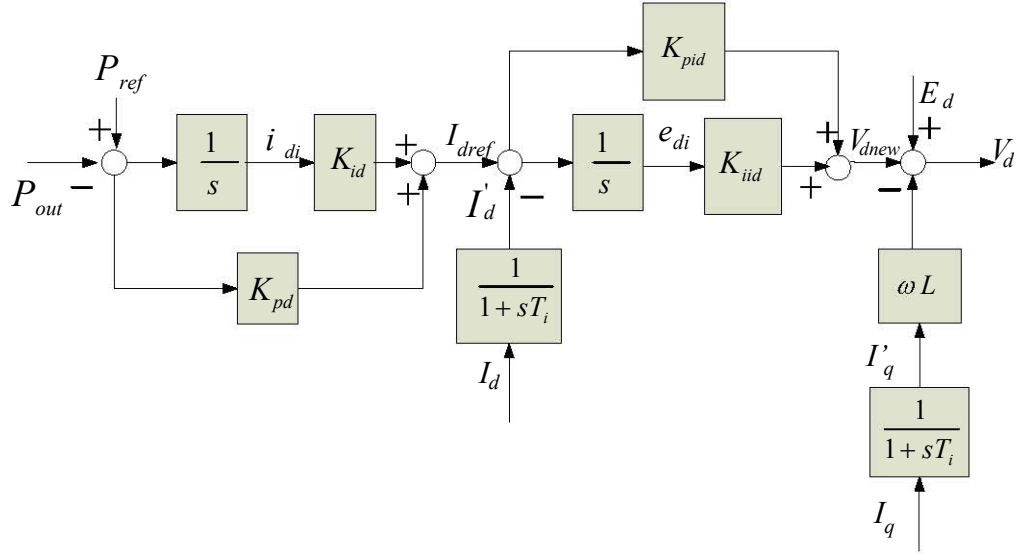 P_ref
+
−
P_out
1/s
i_di
K_id
+
+
K_pd
I_dref
−
I'_d
1/(1 + sT_i)
I_d
K_pid
1/s
e_di
K_iid
+
+
V_dnew
E_d
+
−
V_d
ω L
I'_q
1/(1 + sT_i)
I_q